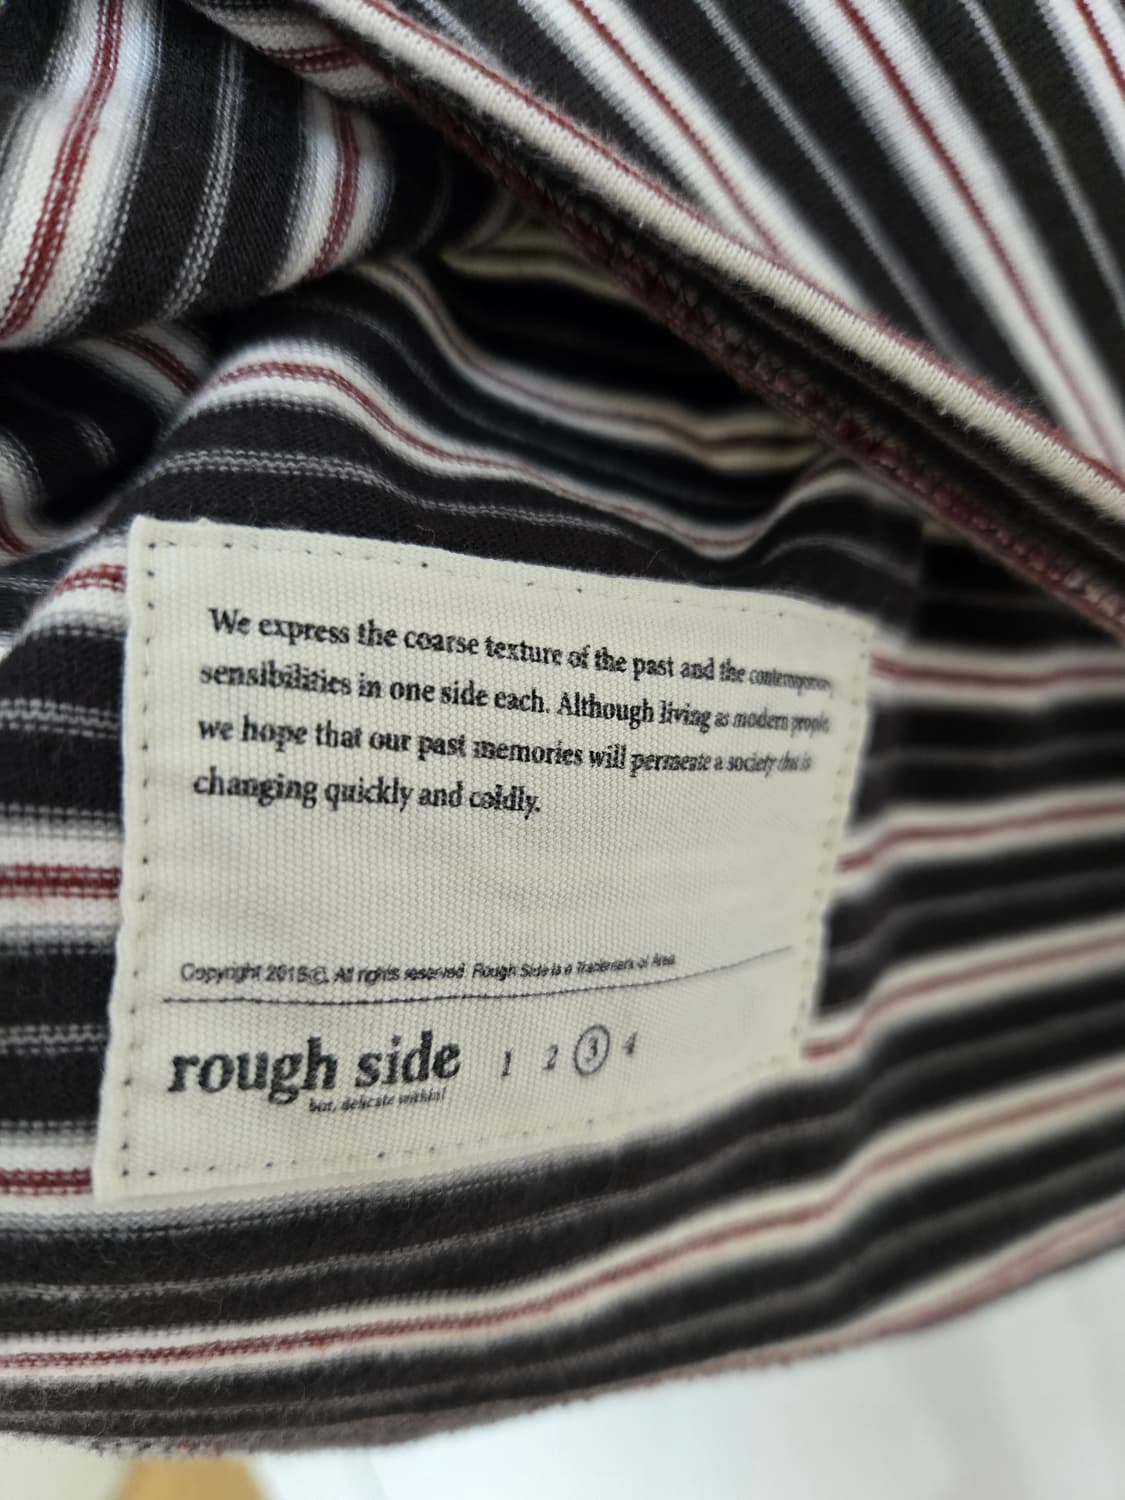 We express the coarse texture of the past and the contemporary
sensibilities in one side each. Although living as modern people,
we hope that our past memories will permeate a society that is
changing quickly and coldly.
Copyright 2015©. All rights reserved. Rough Side is a Trademark of Area
rough side 1 2 3 4
but, delicate within!